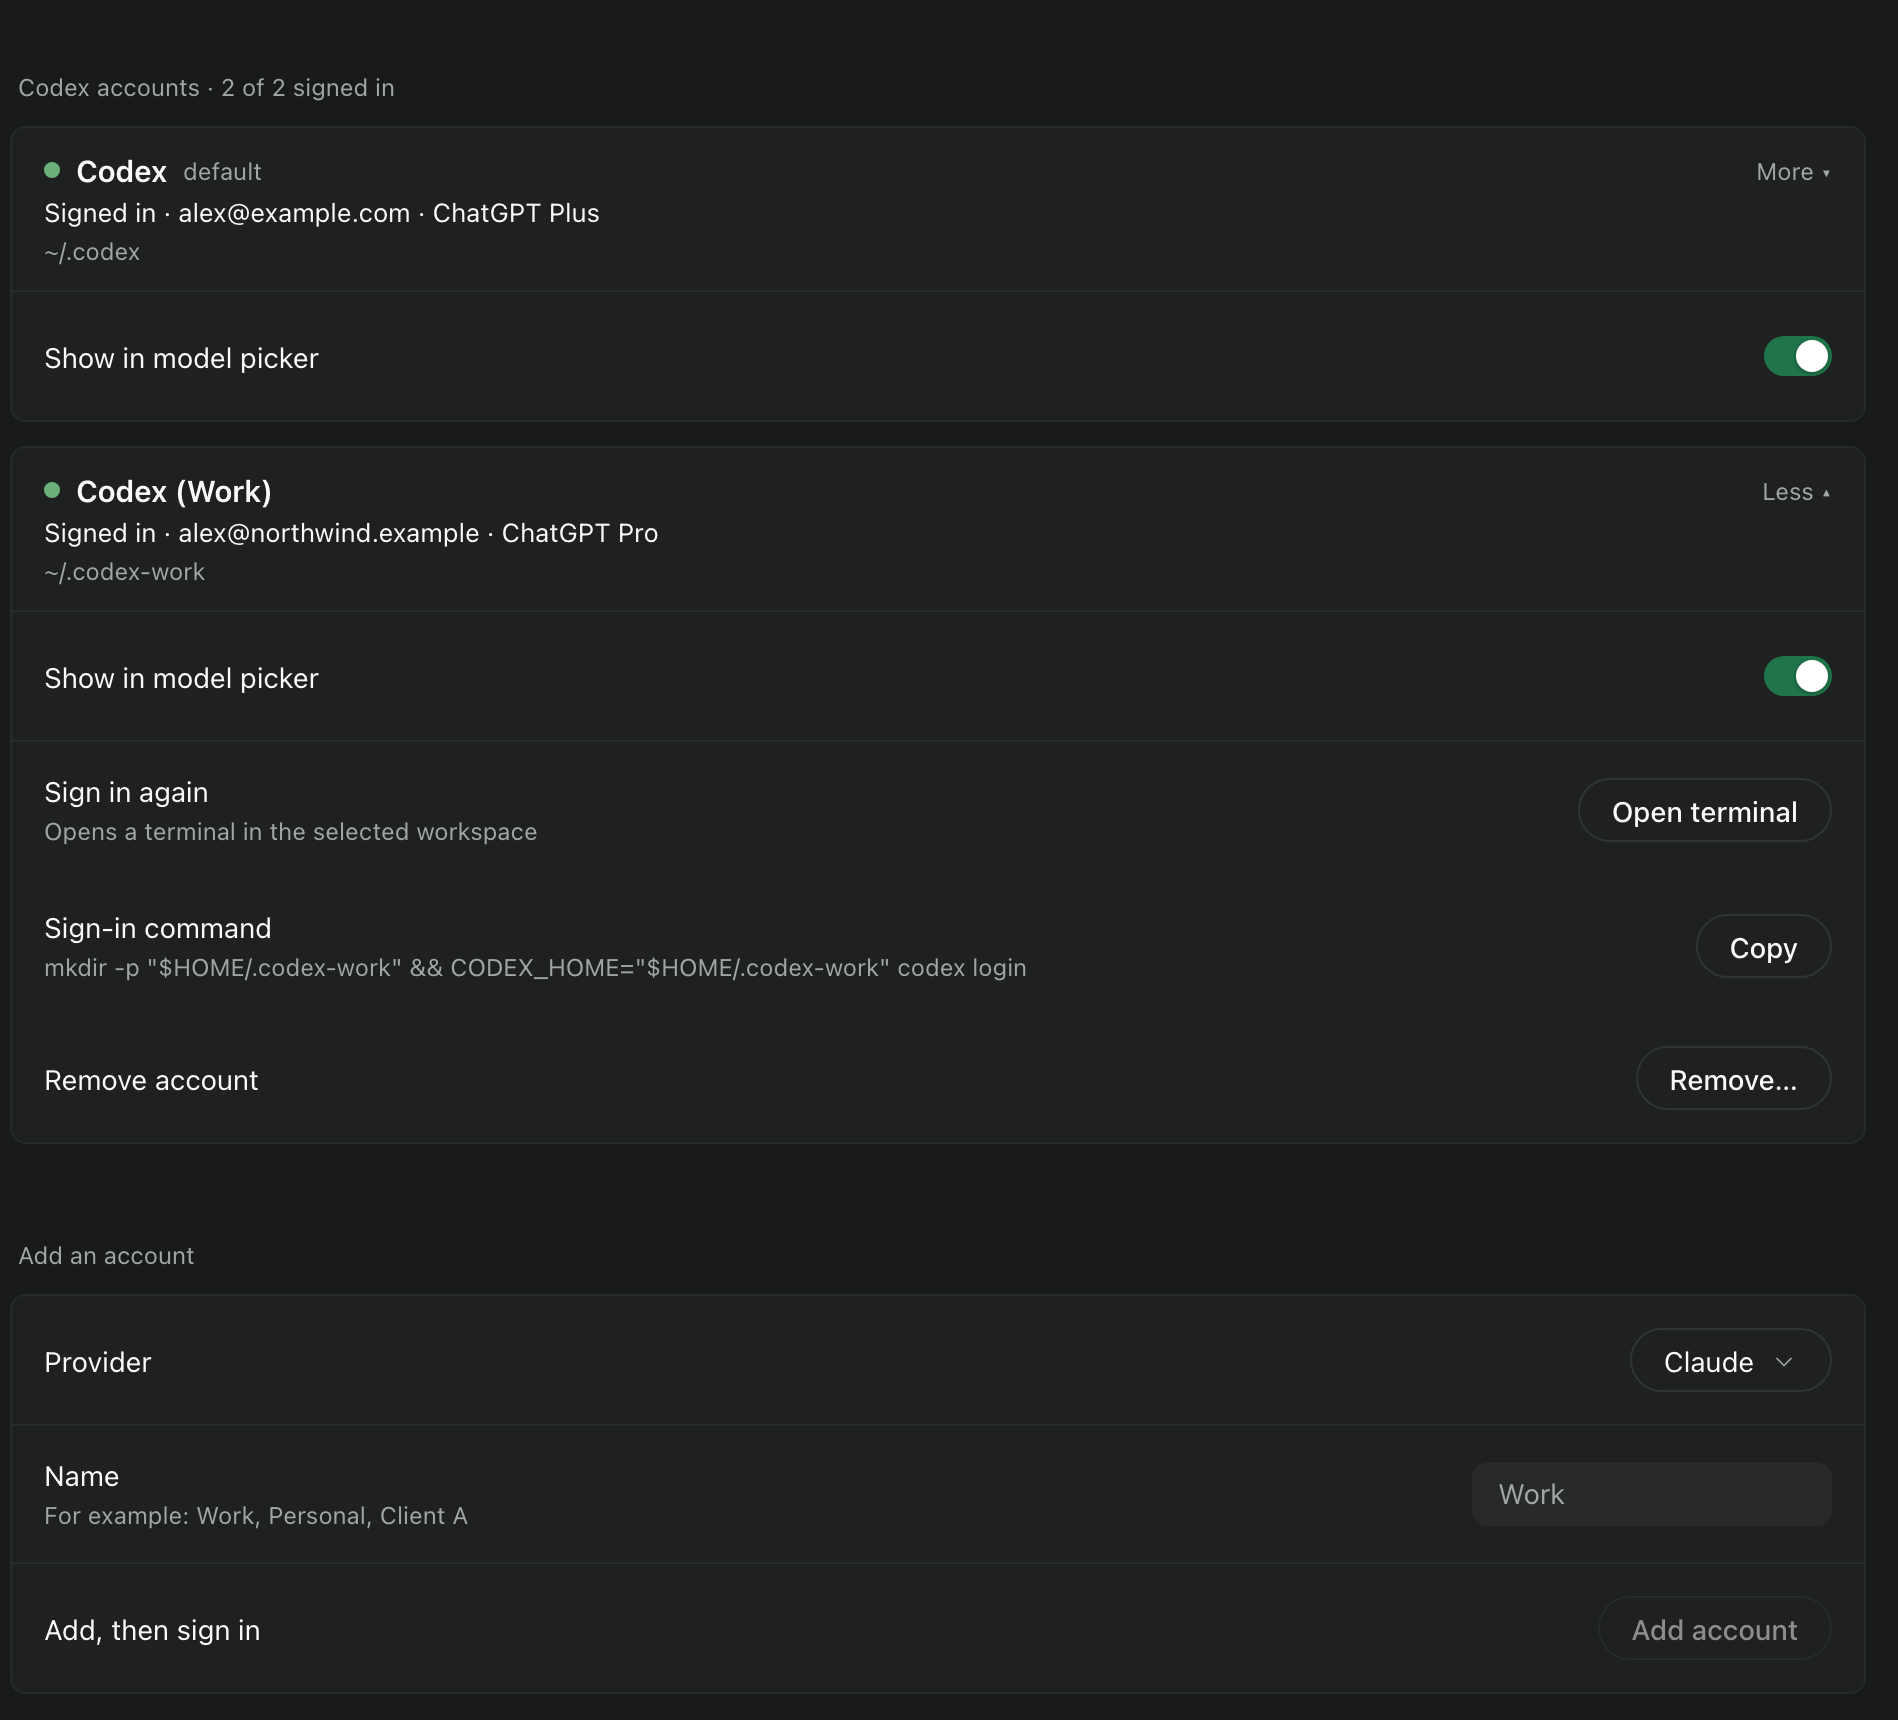 Codex accounts · 2 of 2 signed in
Codex default More ▾
Signed in · alex@example.com · ChatGPT Plus
~/.codex
Show in model picker
Codex (Work) Less ▴
Signed in · alex@northwind.example · ChatGPT Pro
~/.codex-work
Show in model picker
Sign in again
Opens a terminal in the selected workspace
Open terminal
Sign-in command
mkdir -p "$HOME/.codex-work" && CODEX_HOME="$HOME/.codex-work" codex login
Copy
Remove account Remove...
Add an account
Provider Claude
Name
For example: Work, Personal, Client A
Work
Add, then sign in Add account